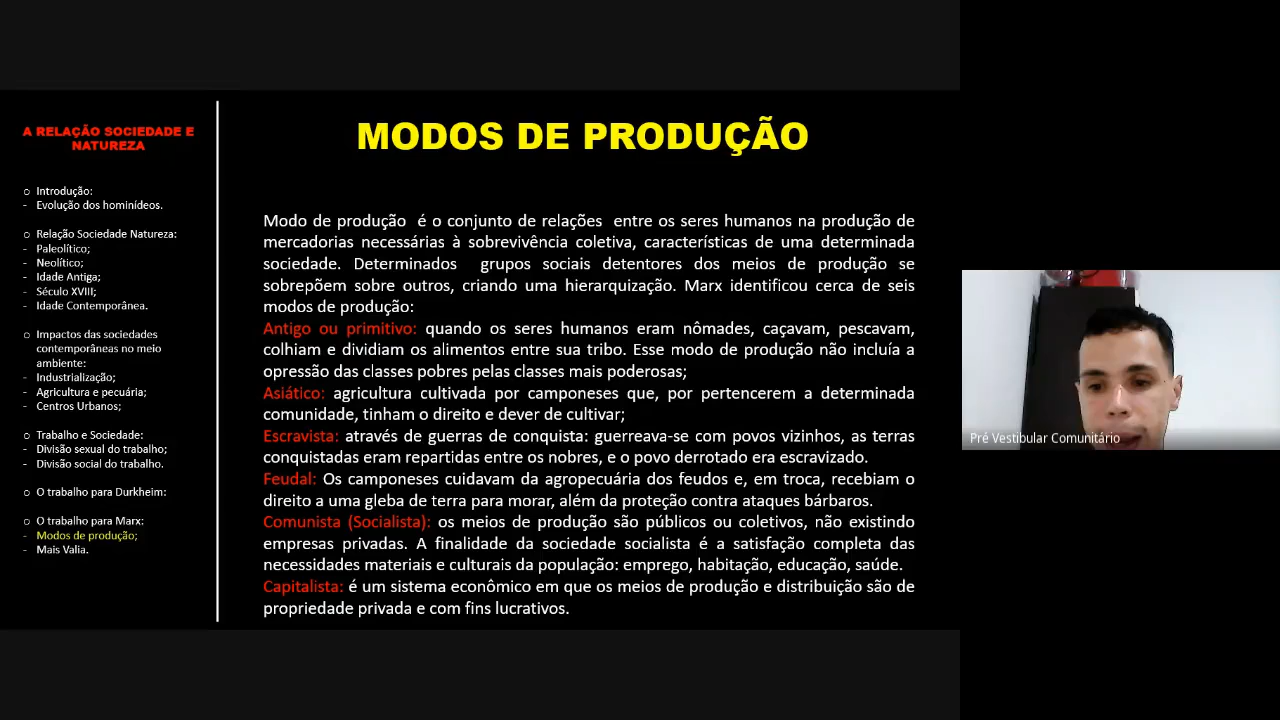 A RELAÇÃO SOCIEDADE E
NATUREZA
o Introdução:
- Evolução dos hominídeos.
o Relação Sociedade Natureza:
- Paleolítico;
- Neolítico;
- Idade Antiga;
- Século XVIII;
- Idade Contemporânea.
o Impactos das sociedades
contemporâneas no meio
ambiente:
- Industrialização;
- Agricultura e pecuária;
- Centros Urbanos;
o Trabalho e Sociedade:
- Divisão sexual do trabalho;
- Divisão social do trabalho.
o O trabalho para Durkheim:
o O trabalho para Marx:
- Modos de produção;
- Mais Valia.
MODOS DE PRODUÇÃO
Modo de produção é o conjunto de relações entre os seres humanos na produção de
mercadorias necessárias à sobrevivência coletiva, características de uma determinada
sociedade. Determinados grupos sociais detentores dos meios de produção se
sobrepõem sobre outros, criando uma hierarquização. Marx identificou cerca de seis
modos de produção:
Antigo ou primitivo: quando os seres humanos eram nômades, caçavam, pescavam,
colhiam e dividiam os alimentos entre sua tribo. Esse modo de produção não incluía a
opressão das classes pobres pelas classes mais poderosas;
Asiático: agricultura cultivada por camponeses que, por pertencerem a determinada
comunidade, tinham o direito e dever de cultivar;
Escravista: através de guerras de conquista: guerreava-se com povos vizinhos, as terras
conquistadas eram repartidas entre os nobres, e o povo derrotado era escravizado.
Feudal: Os camponeses cuidavam da agropecuária dos feudos e, em troca, recebiam o
direito a uma gleba de terra para morar, além da proteção contra ataques bárbaros.
Comunista (Socialista): os meios de produção são públicos ou coletivos, não existindo
empresas privadas. A finalidade da sociedade socialista é a satisfação completa das
necessidades materiais e culturais da população: emprego, habitação, educação, saúde.
Capitalista: é um sistema econômico em que os meios de produção e distribuição são de
propriedade privada e com fins lucrativos.
Pré Vestibular Comunitário